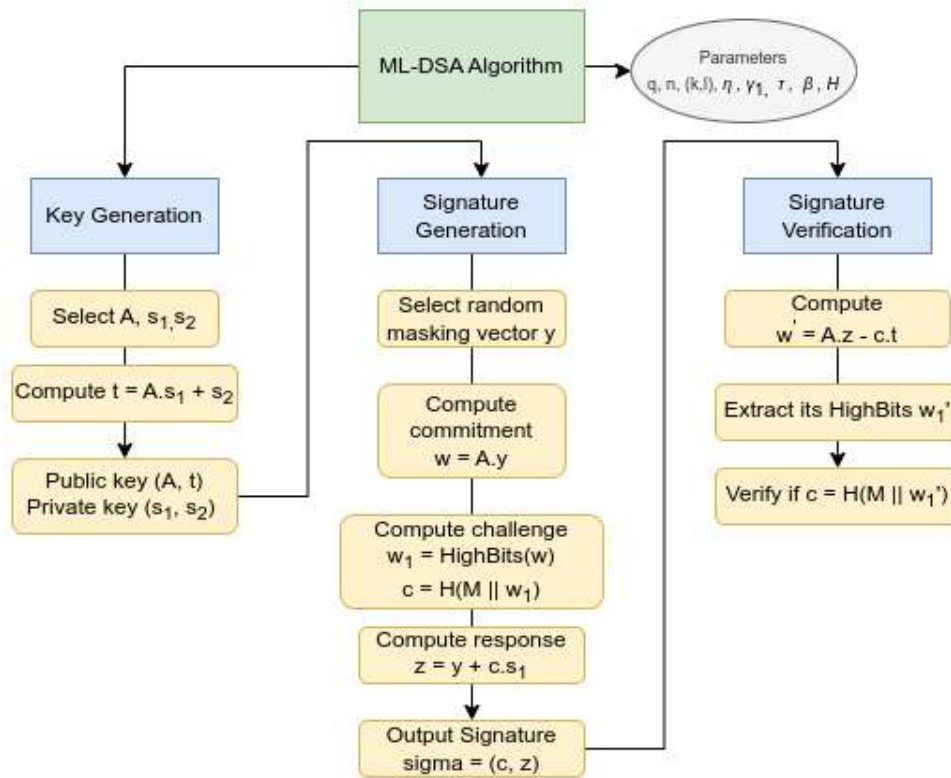 ML-DSA Algorithm
Parameters
q, n, (k,l), η, γ₁, τ, β, H
Key Generation
Select A, s₁,s₂
Compute t = A.s₁ + s₂
Public key (A, t)
Private key (s₁, s₂)
Signature
Generation
Select random
masking vector y
Compute
commitment
w = A.y
Compute challenge
w₁ = HighBits(w)
c = H(M || w₁)
Compute response
z = y + c.s₁
Output Signature
sigma = (c, z)
Signature
Verification
Compute
w' = A.z - c.t
Extract its HighBits w₁'
Verify if c = H(M || w₁')